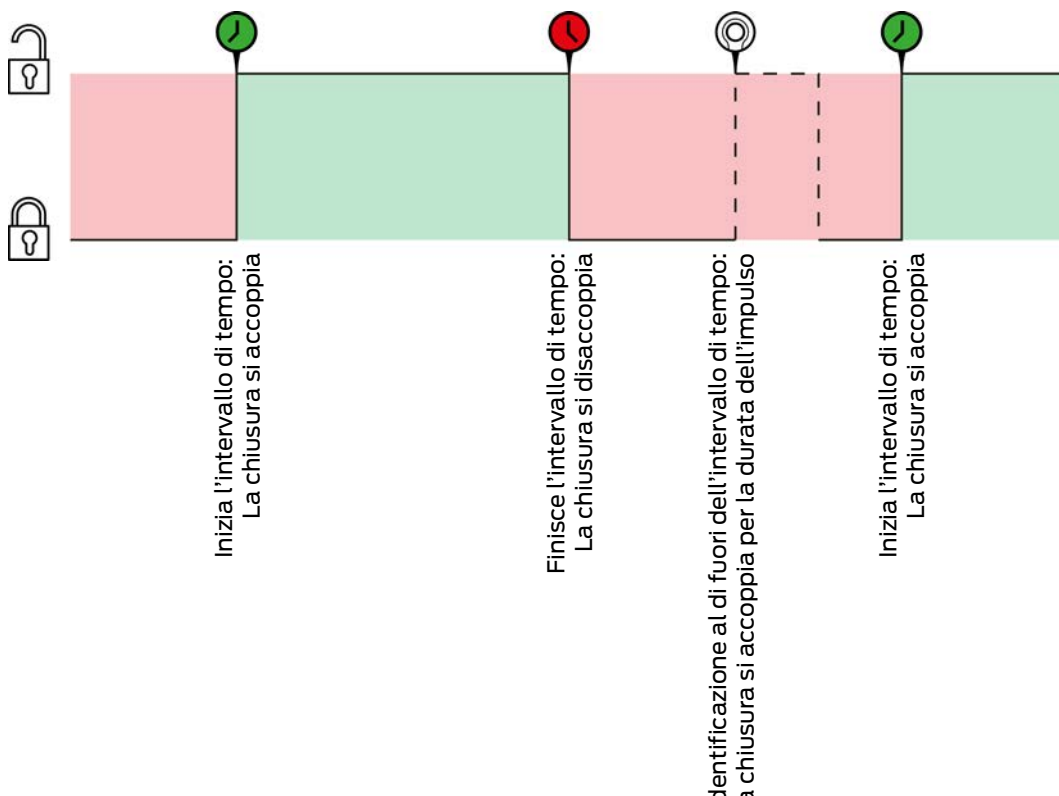 Inizia l'intervallo di tempo:
La chiusura si accoppia
Finisce l'intervallo di tempo:
La chiusura si disaccoppia
dentificazione al di fuori dell'intervallo di tempo:
a chiusura si accoppia per la durata dell'impulso
Inizia l'intervallo di tempo:
La chiusura si accoppia